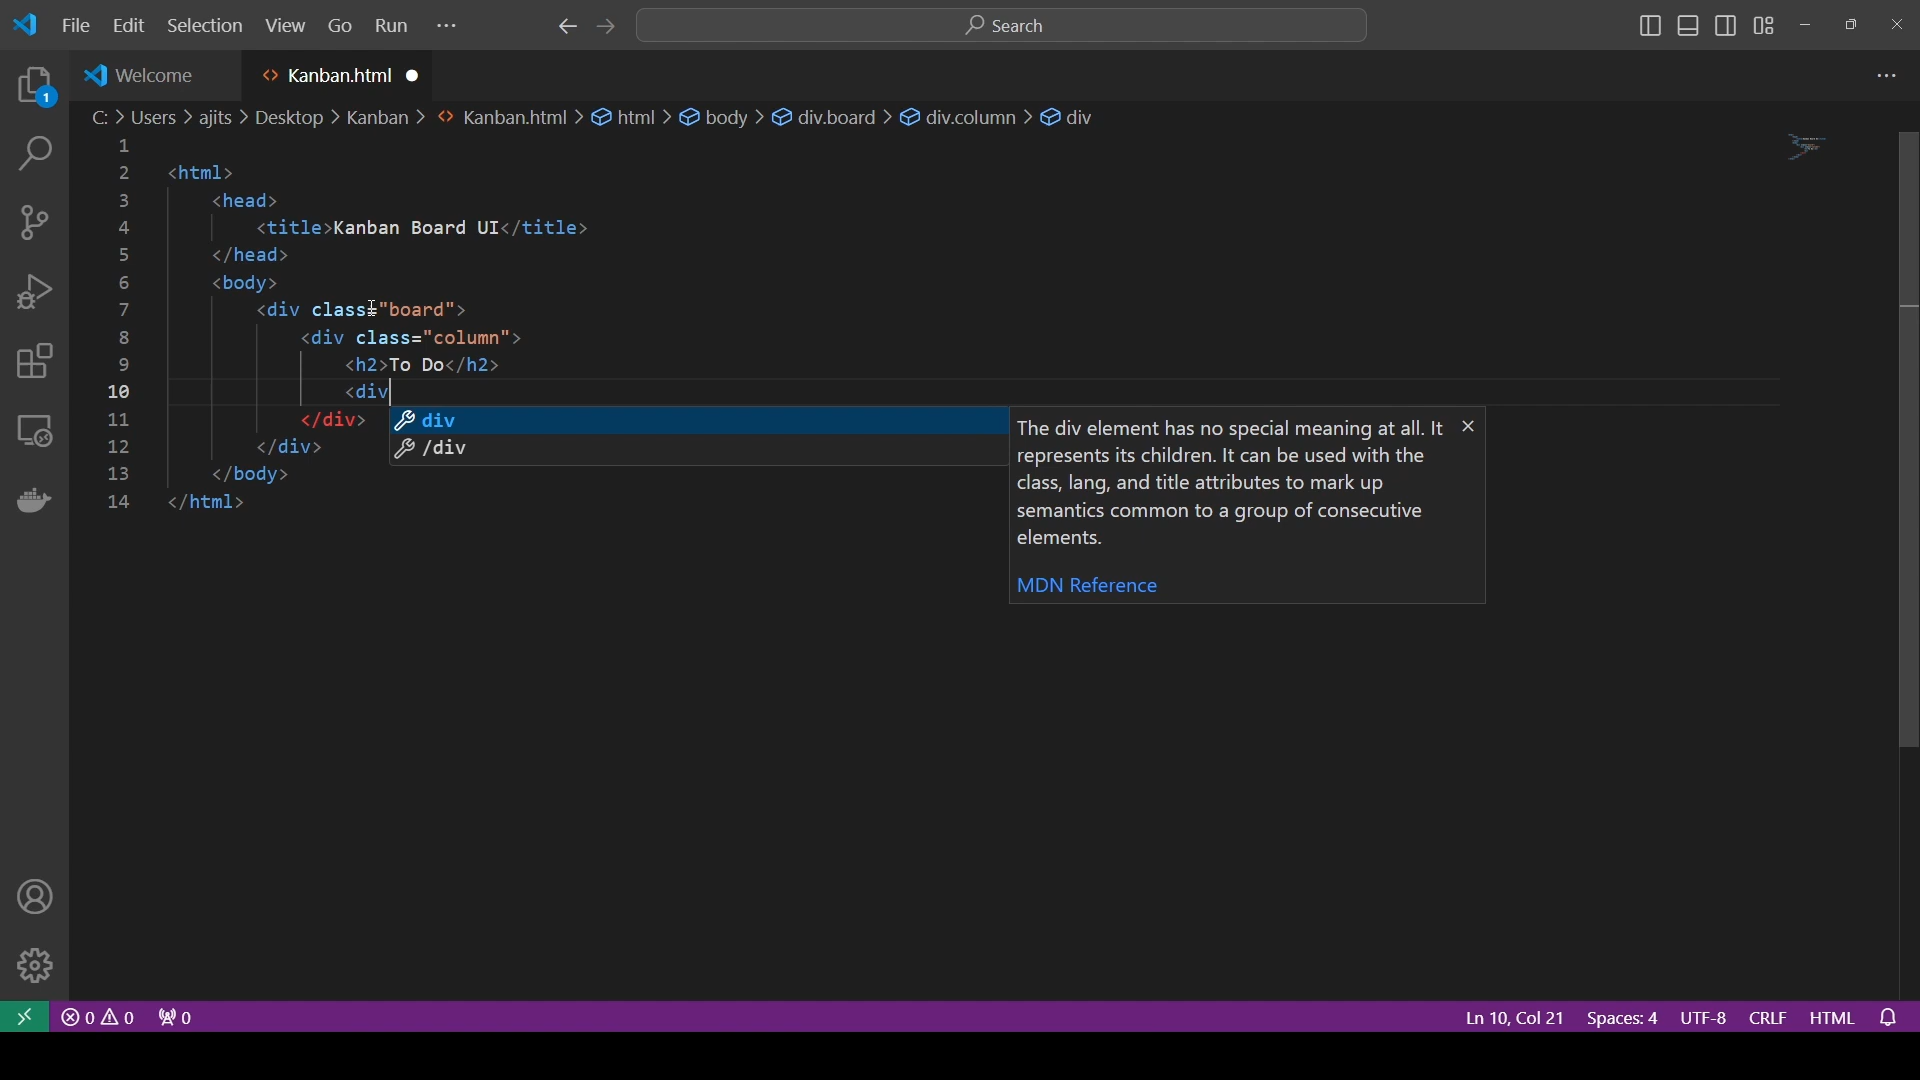 File Edit Selection View Go Run ··· Search
Welcome Kanban.html ···
1
C: > Users > ajits > Desktop > Kanban > <> Kanban.html > html > body > div.board > div.column > div
1
2 <html>
3 <head>
4 <title>Kanban Board UI</title>
5 </head>
6 <body>
7 <div class="board">
8 <div class="column">
9 <h2>To Do</h2>
10 <div
11 </div>
12 </div>
13 </body>
14 </html>
div
/div
The div element has no special meaning at all. It
represents its children. It can be used with the
class, lang, and title attributes to mark up
semantics common to a group of consecutive
elements.
MDN Reference
0 0 0 Ln 10, Col 21 Spaces: 4 UTF-8 CRLF HTML